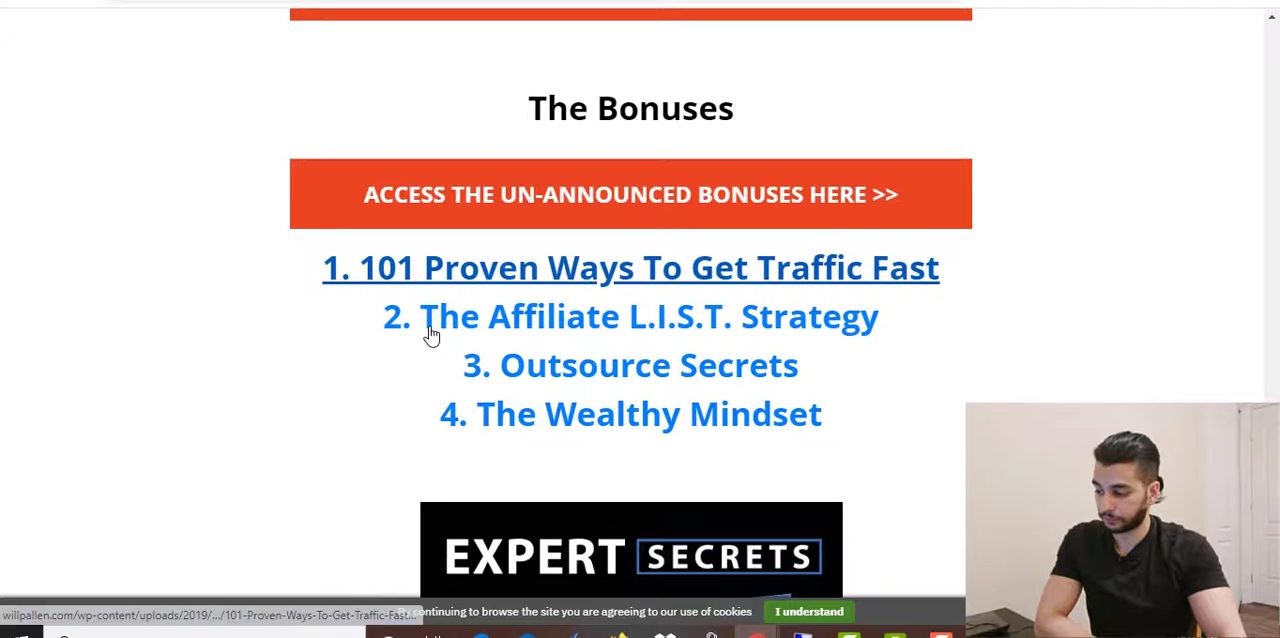 The Bonuses
ACCESS THE UN-ANNOUNCED BONUSES HERE >>
1. 101 Proven Ways To Get Traffic Fast
2. The Affiliate L.I.S.T. Strategy
3. Outsource Secrets
4. The Wealthy Mindset
EXPERT SECRETS
By continuing to browse the site you are agreeing to our use of cookies I understand
willpallen.com/wp-content/uploads/2019/.../101-Proven-Ways-To-Get-Traffic-Fast...